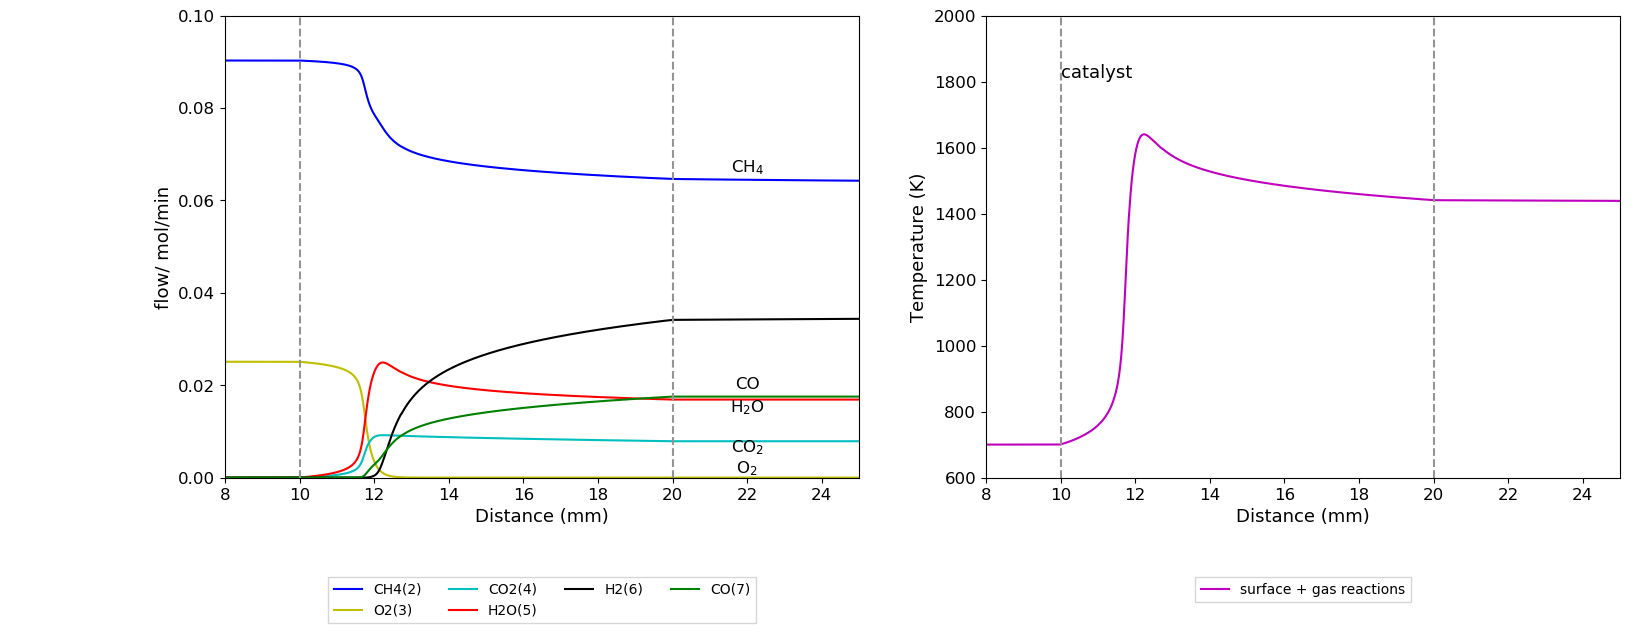 0.10
0.08
0.06
0.04
0.02
0.00
flow/ mol/min
CH₄
CO
H₂O
CO₂
O₂
8 10 12 14 16 18 20 22 24
Distance (mm)
CH4(2) CO2(4) H2(6) CO(7)
O2(3) H2O(5)
2000
1800
1600
1400
1200
1000
800
600
Temperature (K)
catalyst
8 10 12 14 16 18 20 22 24
Distance (mm)
surface + gas reactions